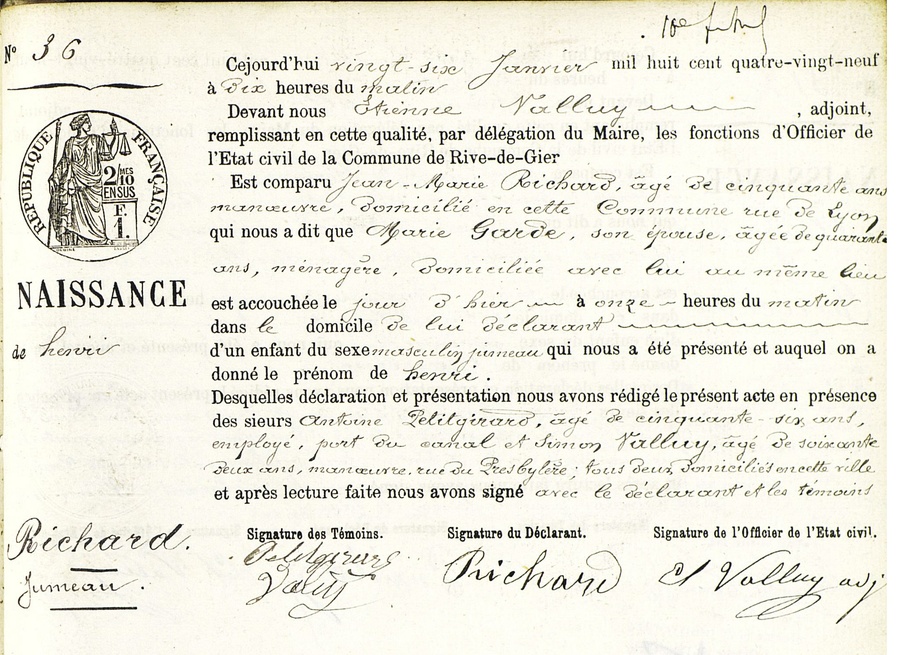 Nº 36
Cejourd'hui vingt-six Janvier mil huit cent quatre-vingt-neuf
à Dix heures du matin
Devant nous Etienne Valluy , adjoint,
remplissant en cette qualité, par délégation du Maire, les fonctions d'Officier de
l'Etat civil de la Commune de Rive-de-Gier
Est comparu Jean-Marie Richard, âgé de cinquante ans
manœuvre, domicilié en cette Commune rue de Lyon,
qui nous a dit que Marie Garde, son épouse, âgée de quarante
ans, ménagère, domiciliée avec lui au même lieu
est accouchée le jour d'hier à onze heures du matin
dans le domicile de lui déclarant
d'un enfant du sexe masculin jumeau qui nous a été présenté et auquel on a
donné le prénom de henri.
Desquelles déclaration et présentation nous avons rédigé le présent acte en présence
des sieurs Antoine Petitgirard, âgé de cinquante-six ans,
employé, port du canal et Simon Valluy, âgé de soixante
deux ans, manœuvre, rue du Presbytère; tous deux domiciliés en cette ville
et après lecture faite nous avons signé avec le déclarant et les témoins
REPUBLIQUE FRANÇAISE
2/10 MES
EN SUS
F.
1.
NAISSANCE
de henri
Richard.
Jumeau.
Signature des Témoins. Signature du Déclarant. Signature de l'Officier de l'Etat civil.
Petitgirard Richard Et Valluy adj